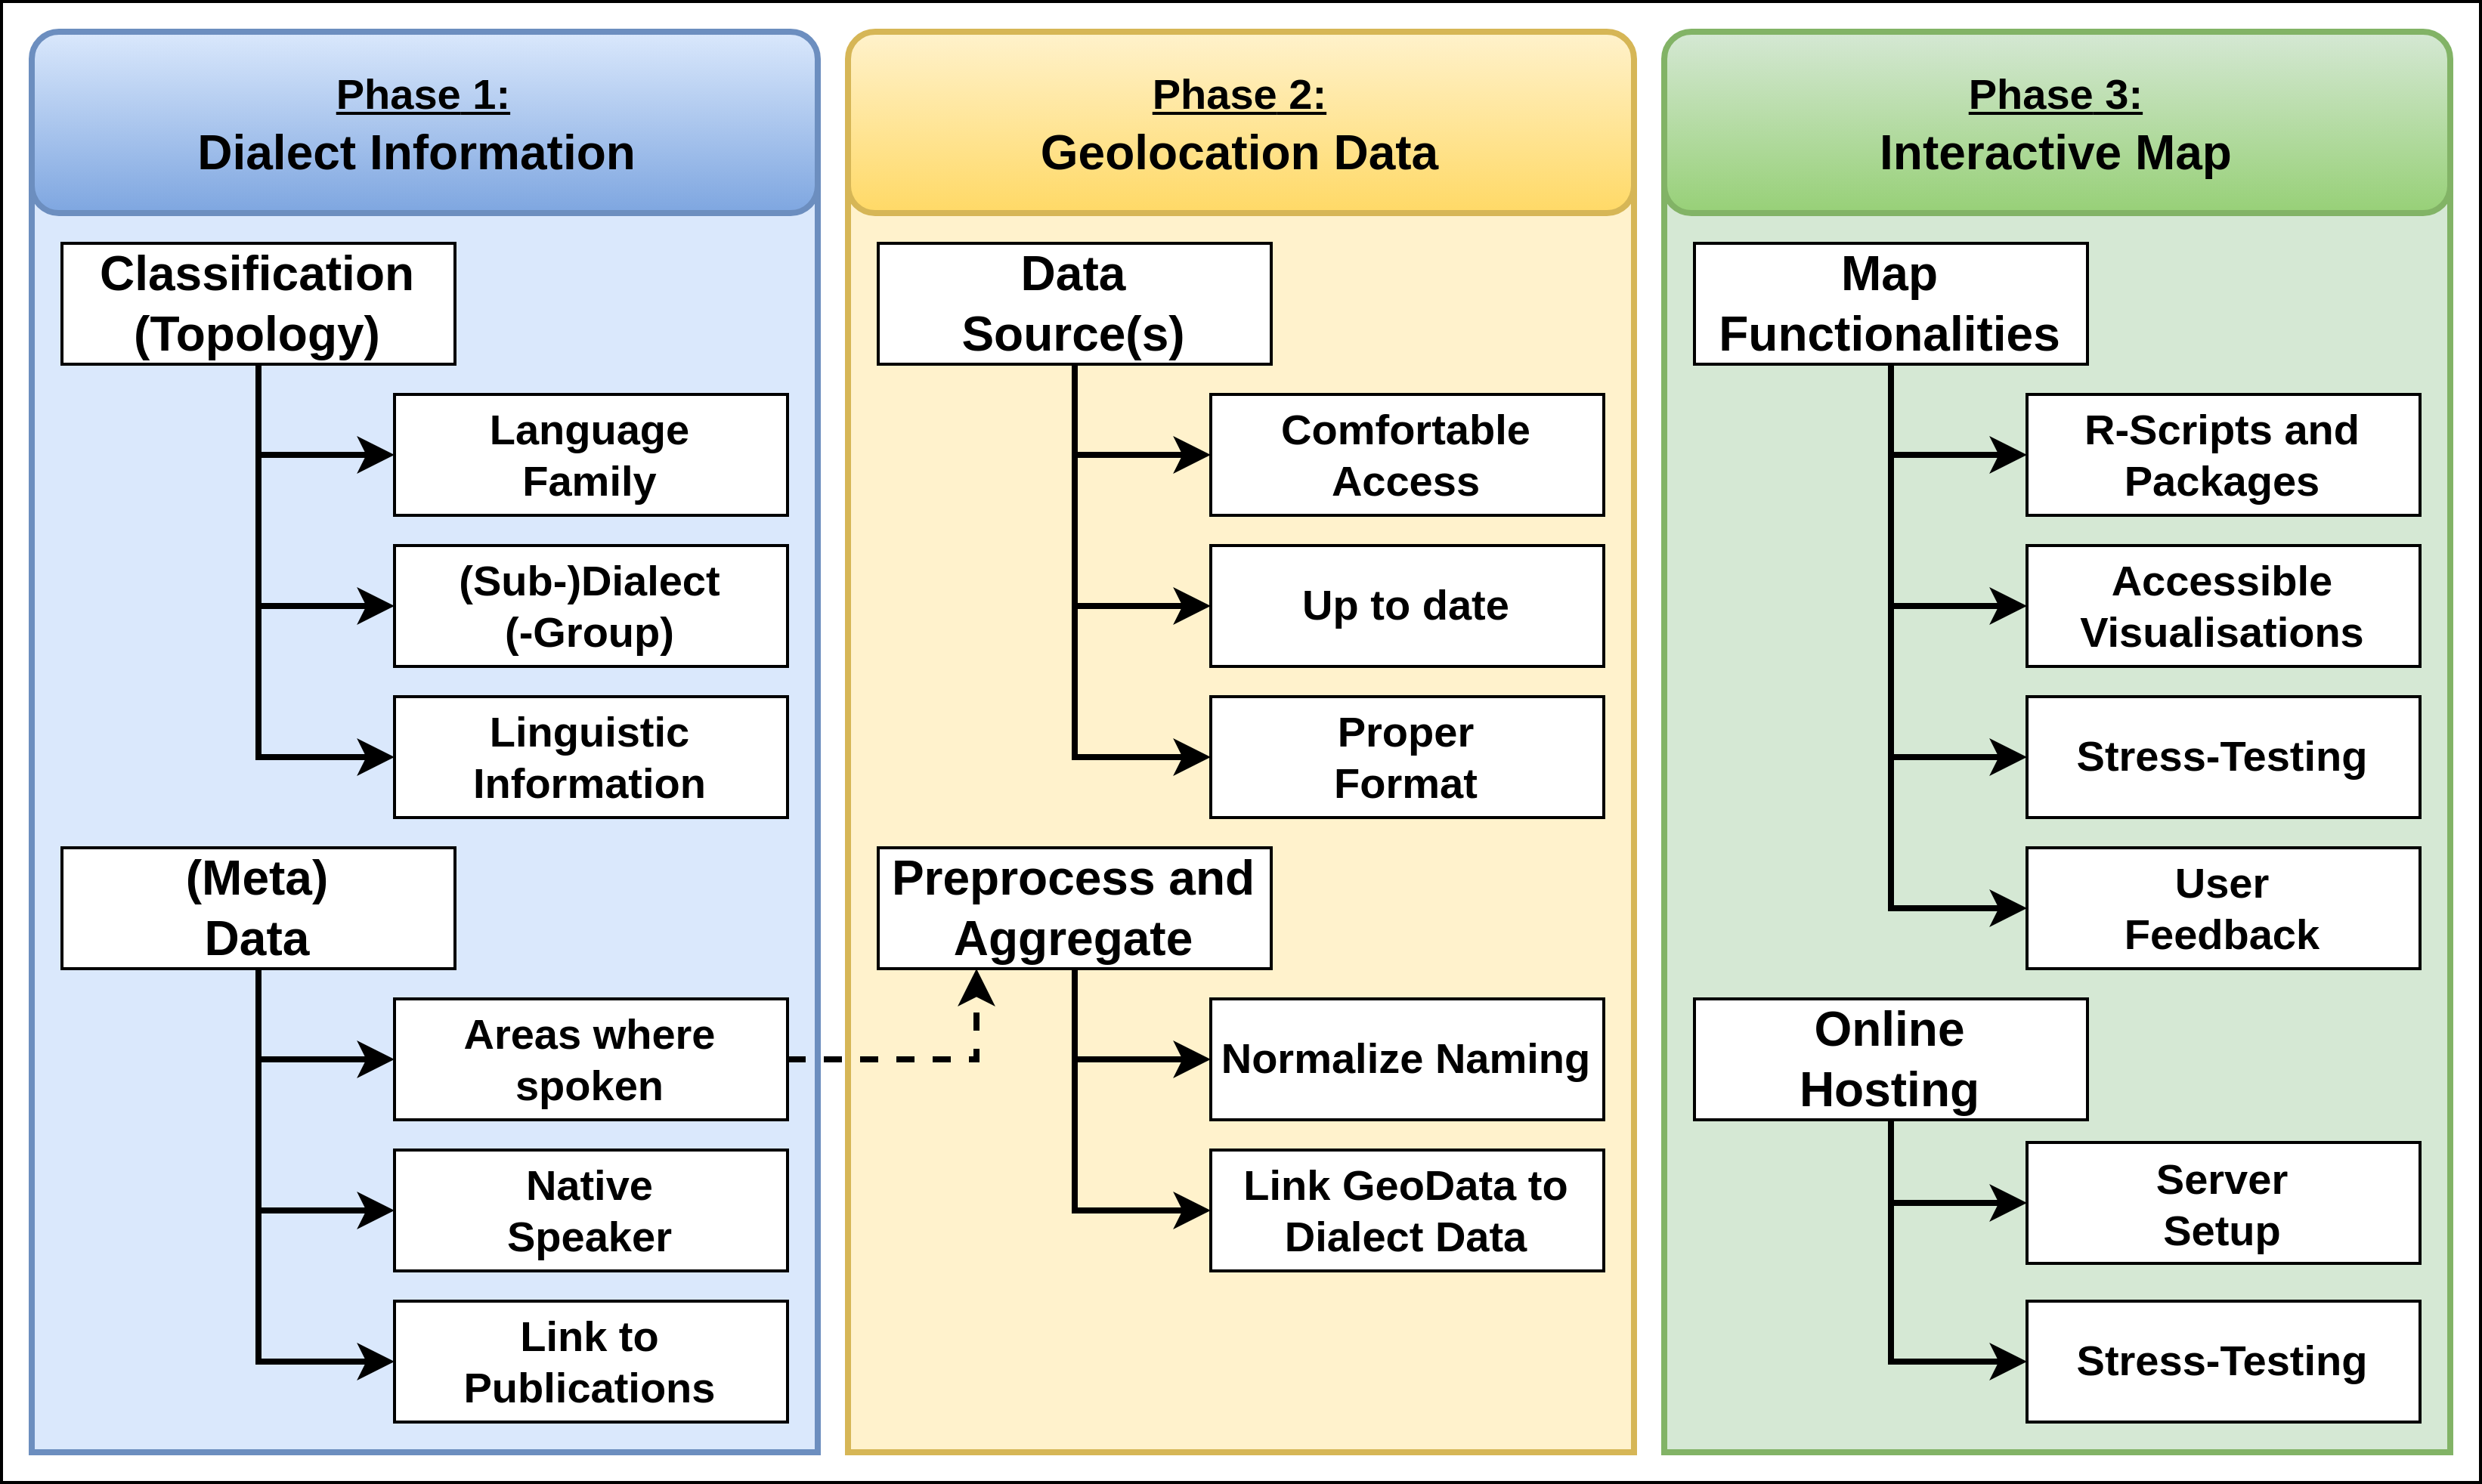 Phase 1:
Dialect Information
Classification
(Topology)
Language
Family
(Sub-)Dialect
(-Group)
Linguistic
Information
(Meta)
Data
Areas where
spoken
Native
Speaker
Link to
Publications
Phase 2:
Geolocation Data
Data
Source(s)
Comfortable
Access
Up to date
Proper
Format
Preprocess and
Aggregate
Normalize Naming
Link GeoData to
Dialect Data
Phase 3:
Interactive Map
Map
Functionalities
R-Scripts and
Packages
Accessible
Visualisations
Stress-Testing
User
Feedback
Online
Hosting
Server
Setup
Stress-Testing